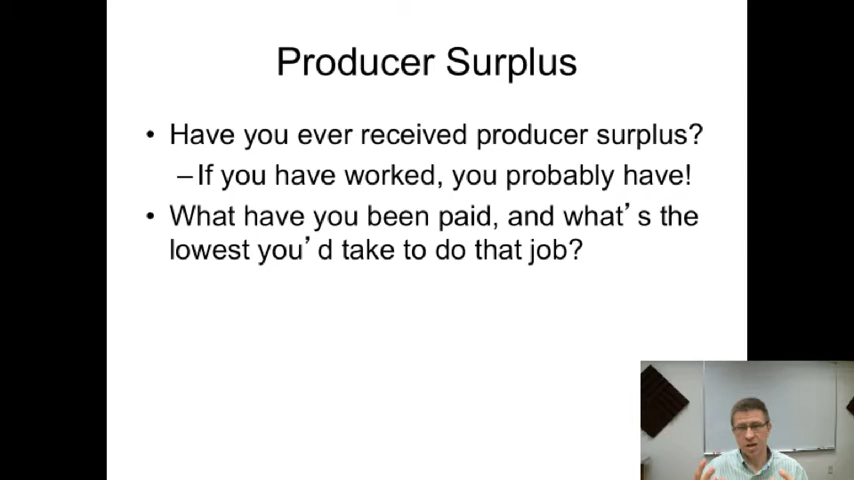 Producer Surplus
• Have you ever received producer surplus?
– If you have worked, you probably have!
• What have you been paid, and what’s the
lowest you’d take to do that job?